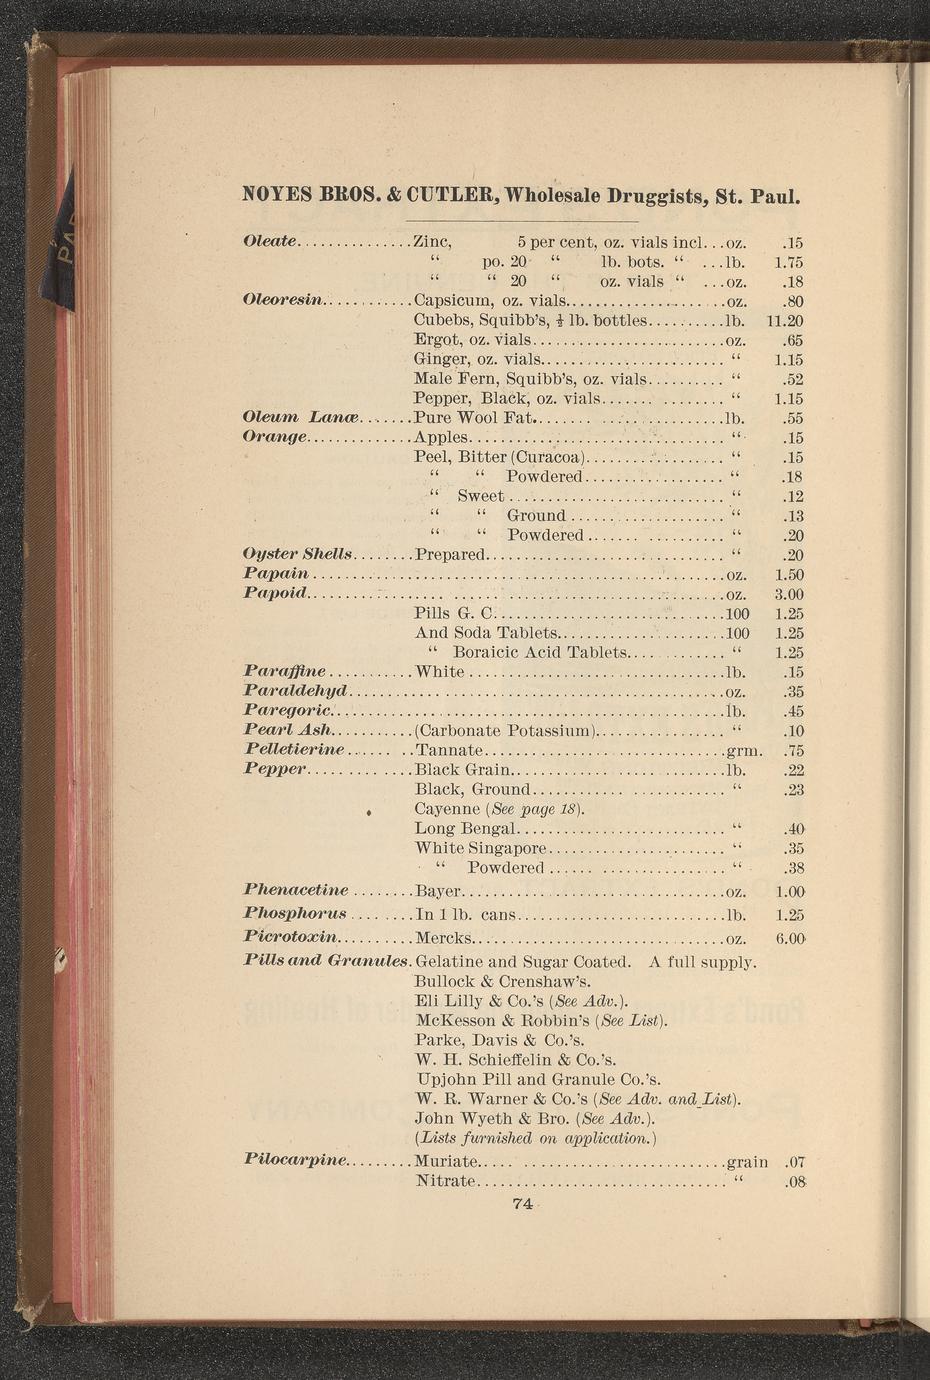 PAR
NOYES BROS. & CUTLER, Wholesale Druggists, St. Paul.
Oleate...............Zinc, 5 per cent, oz. vials incl...oz. .15
“ po. 20 “ lb. bots. “ ...lb. 1.75
“ “ 20 “ oz. vials “ ...oz. .18
Oleoresin............Capsicum, oz. vials........................oz. .80
Cubebs, Squibb's, ½ lb. bottles..........lb. 11.20
Ergot, oz. vials.............................oz. .65
Ginger, oz. vials........................... “ 1.15
Male Fern, Squibb's, oz. vials.......... “ .52
Pepper, Black, oz. vials....... ........ “ 1.15
Oleum Lanæ.......Pure Wool Fat....... ................lb. .55
Orange.............Apples..................................... “ .15
Peel, Bitter (Curacoa)..................... “ .15
“ “ Powdered................. “ .18
“ Sweet............................ “ .12
“ “ Ground.................... “ .13
“ “ Powdered................. “ .20
Oyster Shells........Prepared.............................. “ .20
Papain......................................................oz. 1.50
Papoid......................................................oz. 3.00
Pills G. C..............................100 1.25
And Soda Tablets......................100 1.25
“ Boraicic Acid Tablets............. “ 1.25
Paraffine...........White...................................lb. .15
Paraldehyd...............................................oz. .35
Paregoric..................................................lb. .45
Pearl Ash..........(Carbonate Potassium)................. “ .10
Pelletierine...... ..Tannate...............................grm. .75
Pepper.............Black Grain............................lb. .22
Black, Ground......................... “ .23
Cayenne (See page 18).
Long Bengal........................... “ .40
White Singapore...................... “ .35
“ Powdered...... ................ “ .38
Phenacetine........Bayer...................................oz. 1.00
Phosphorus........In 1 lb. cans..........................lb. 1.25
Picrotoxin..........Mercks.................................oz. 6.00
Pills and Granules.Gelatine and Sugar Coated. A full supply.
Bullock & Crenshaw's.
Eli Lilly & Co.'s (See Adv.).
McKesson & Robbin's (See List).
Parke, Davis & Co.'s.
W. H. Schieffelin & Co.'s.
Upjohn Pill and Granule Co.'s.
W. R. Warner & Co.'s (See Adv. and List).
John Wyeth & Bro. (See Adv.).
(Lists furnished on application.)
Pilocarpine.........Muriate..... .........................grain .07
Nitrate................................ “ .08
74